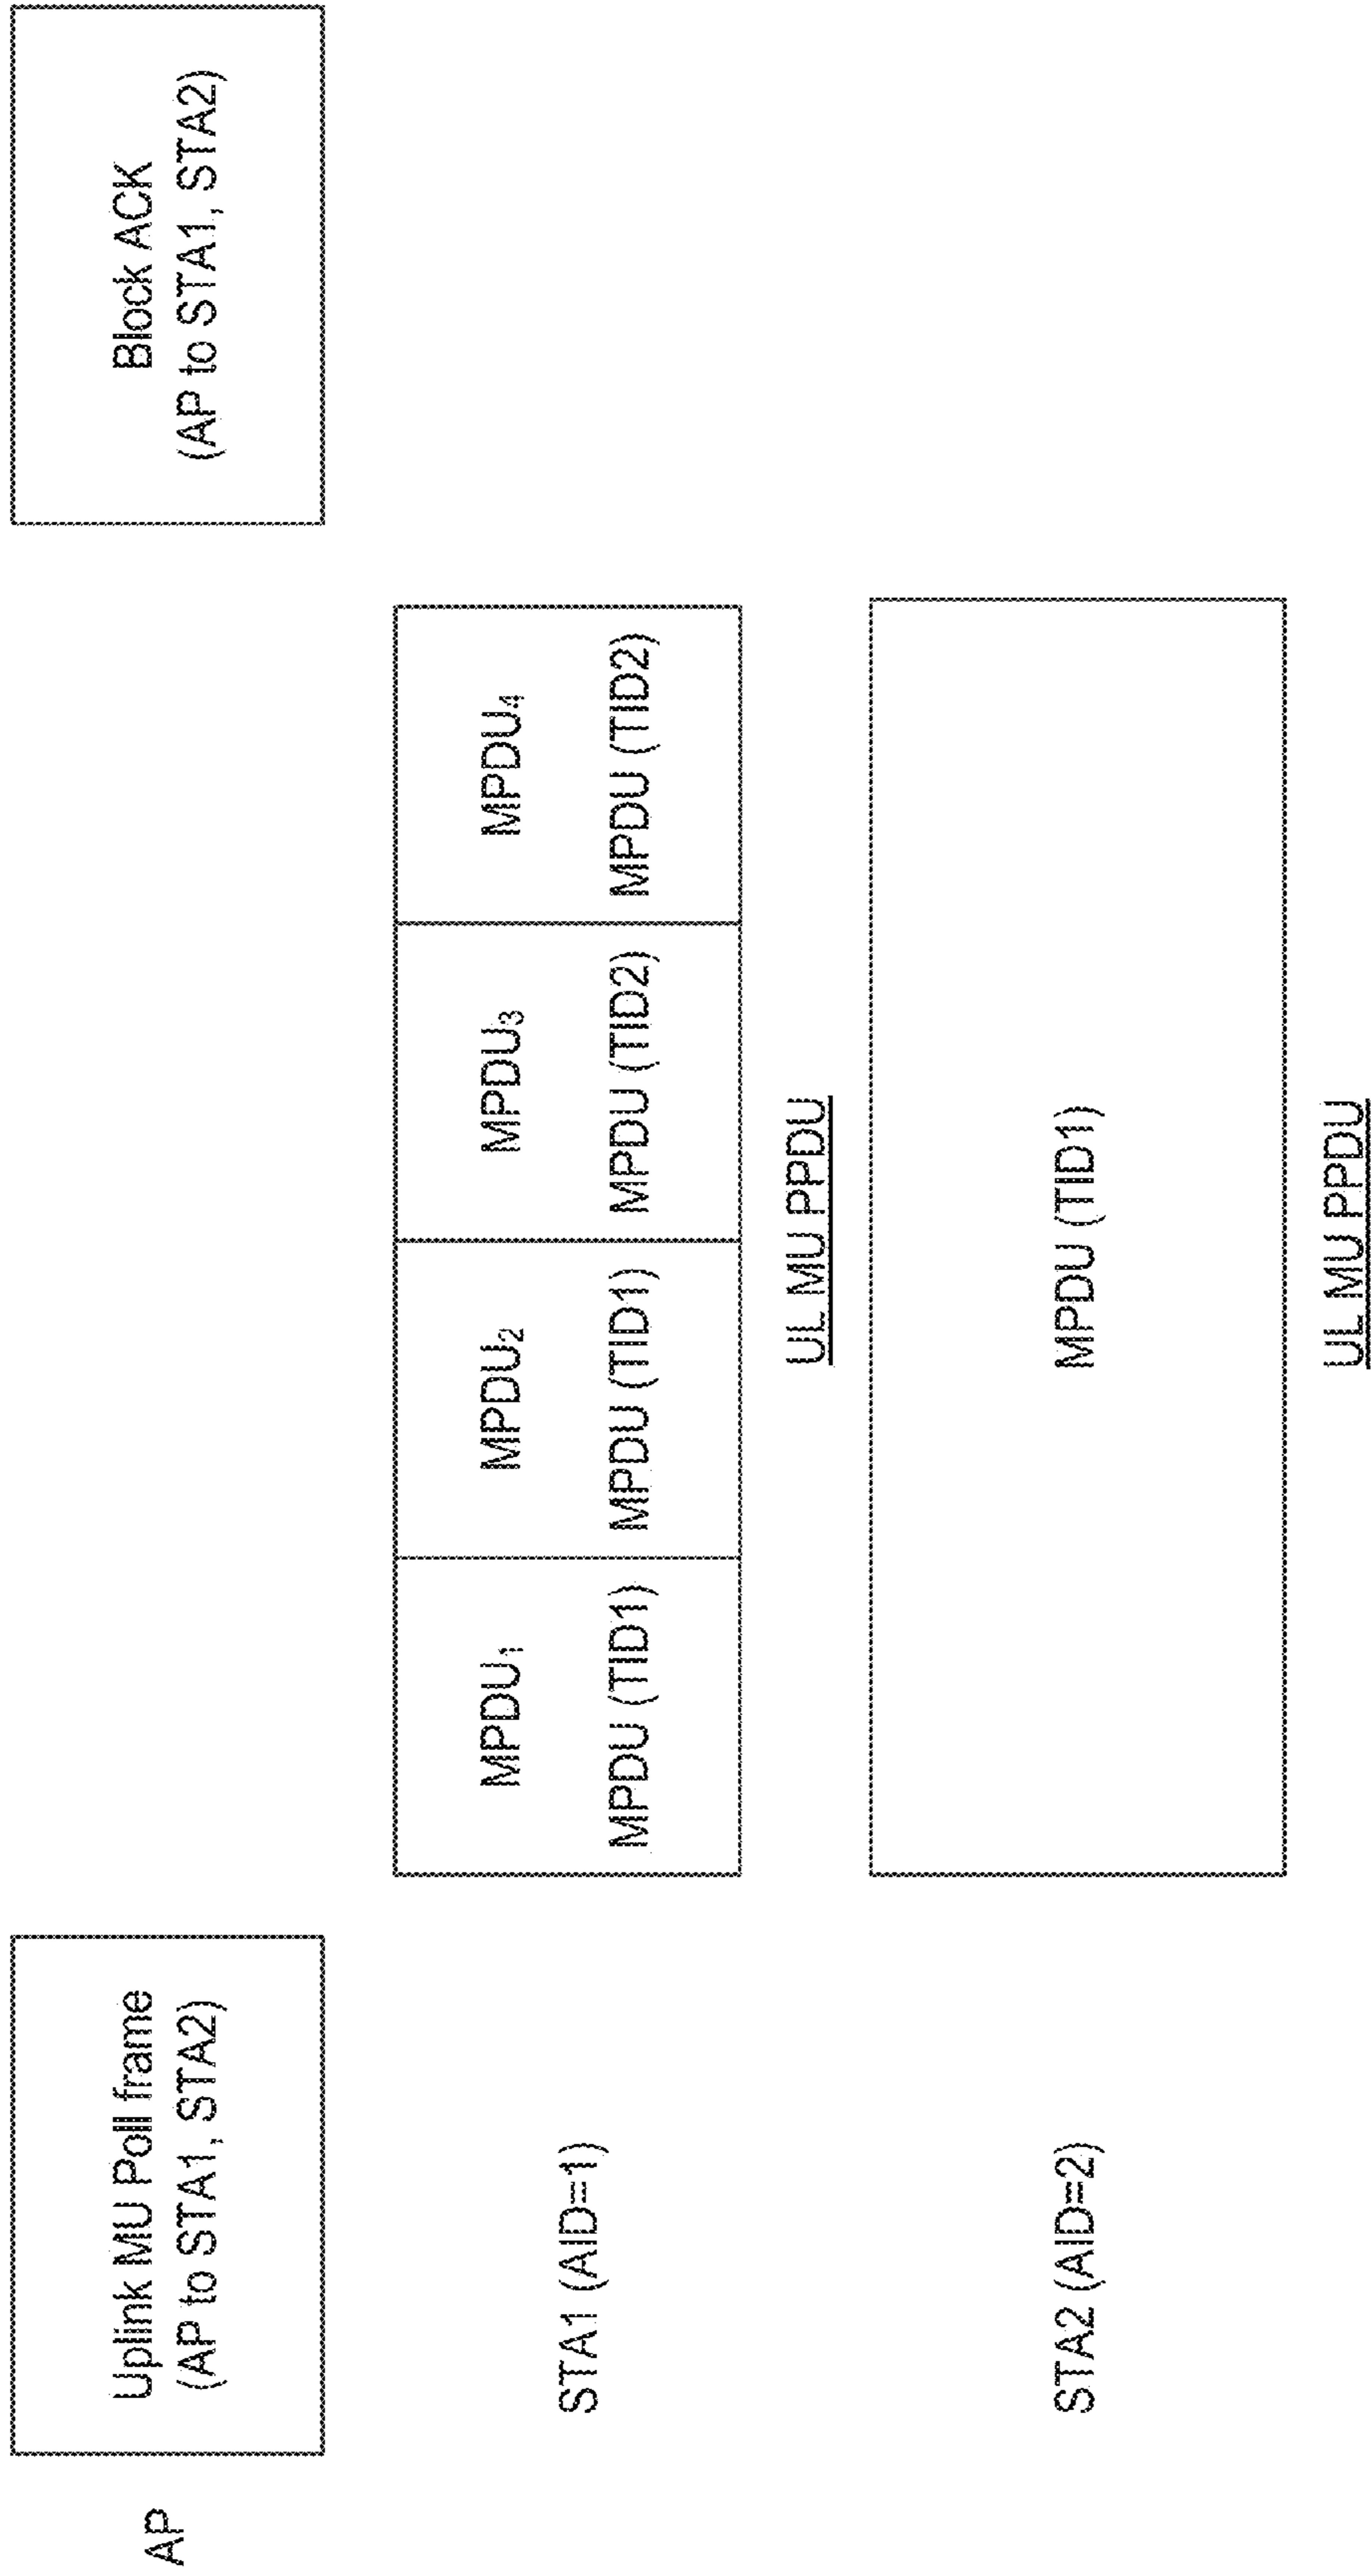 AP
Uplink MU Poll frame
(AP to STA1, STA2)
Block ACK
(AP to STA1, STA2)
STA1 (AID=1)
MPDU₁
MPDU (TID1)
MPDU₂
MPDU (TID1)
MPDU₃
MPDU (TID2)
MPDU₄
MPDU (TID2)
UL MU PPDU
STA2 (AID=2)
MPDU (TID1)
UL MU PPDU